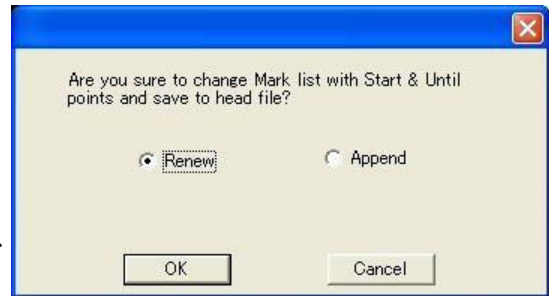 Are you sure to change Mark list with Start & Until
points and save to head file?
Renew Append
OK Cancel